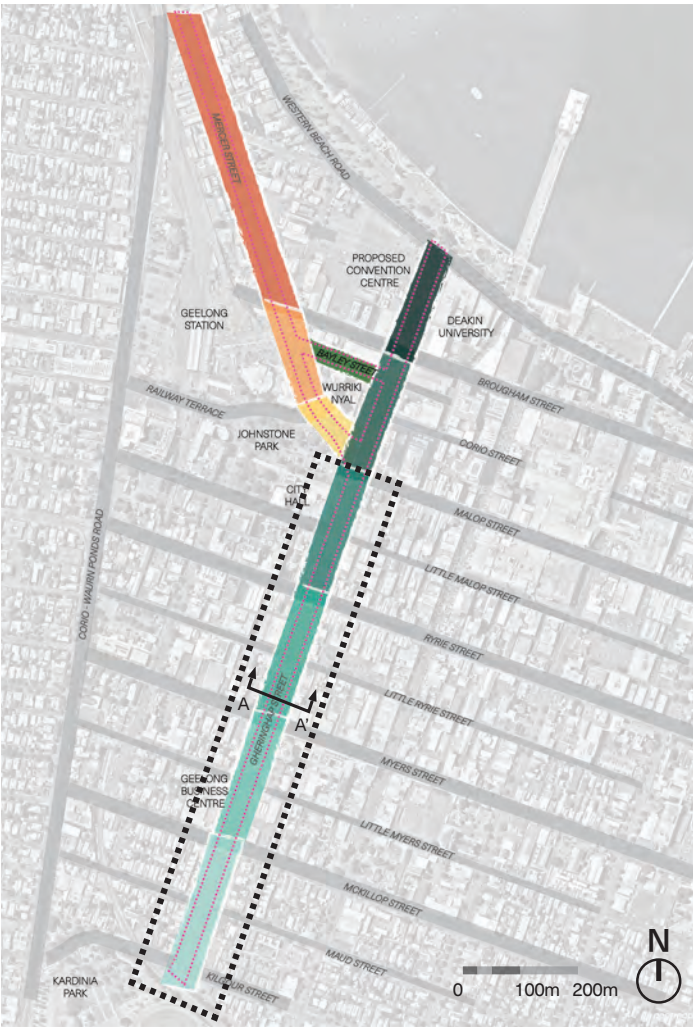 MERCER STREET
WESTERN BEACH ROAD
PROPOSED
CONVENTION
CENTRE
GEELONG
STATION
DEAKIN
UNIVERSITY
BAYLEY STEET
WURRIKI
NYAL
BROUGHAM STREET
RAILWAY TERRACE
JOHNSTONE
PARK
CORIO STREET
CITY
HALL
MALOP STREET
CORIO - WAURN PONDS ROAD
LITTLE MALOP STREET
RYRIE STREET
A
A'
GHERINGHAP STREET
LITTLE RYRIE STREET
MYERS STREET
GEELONG
BUSINESS
CENTRE
LITTLE MYERS STREET
MCKILLOP STREET
MAUD STREET
KARDINIA
PARK
KILGOUR STREET
N
0 100m 200m